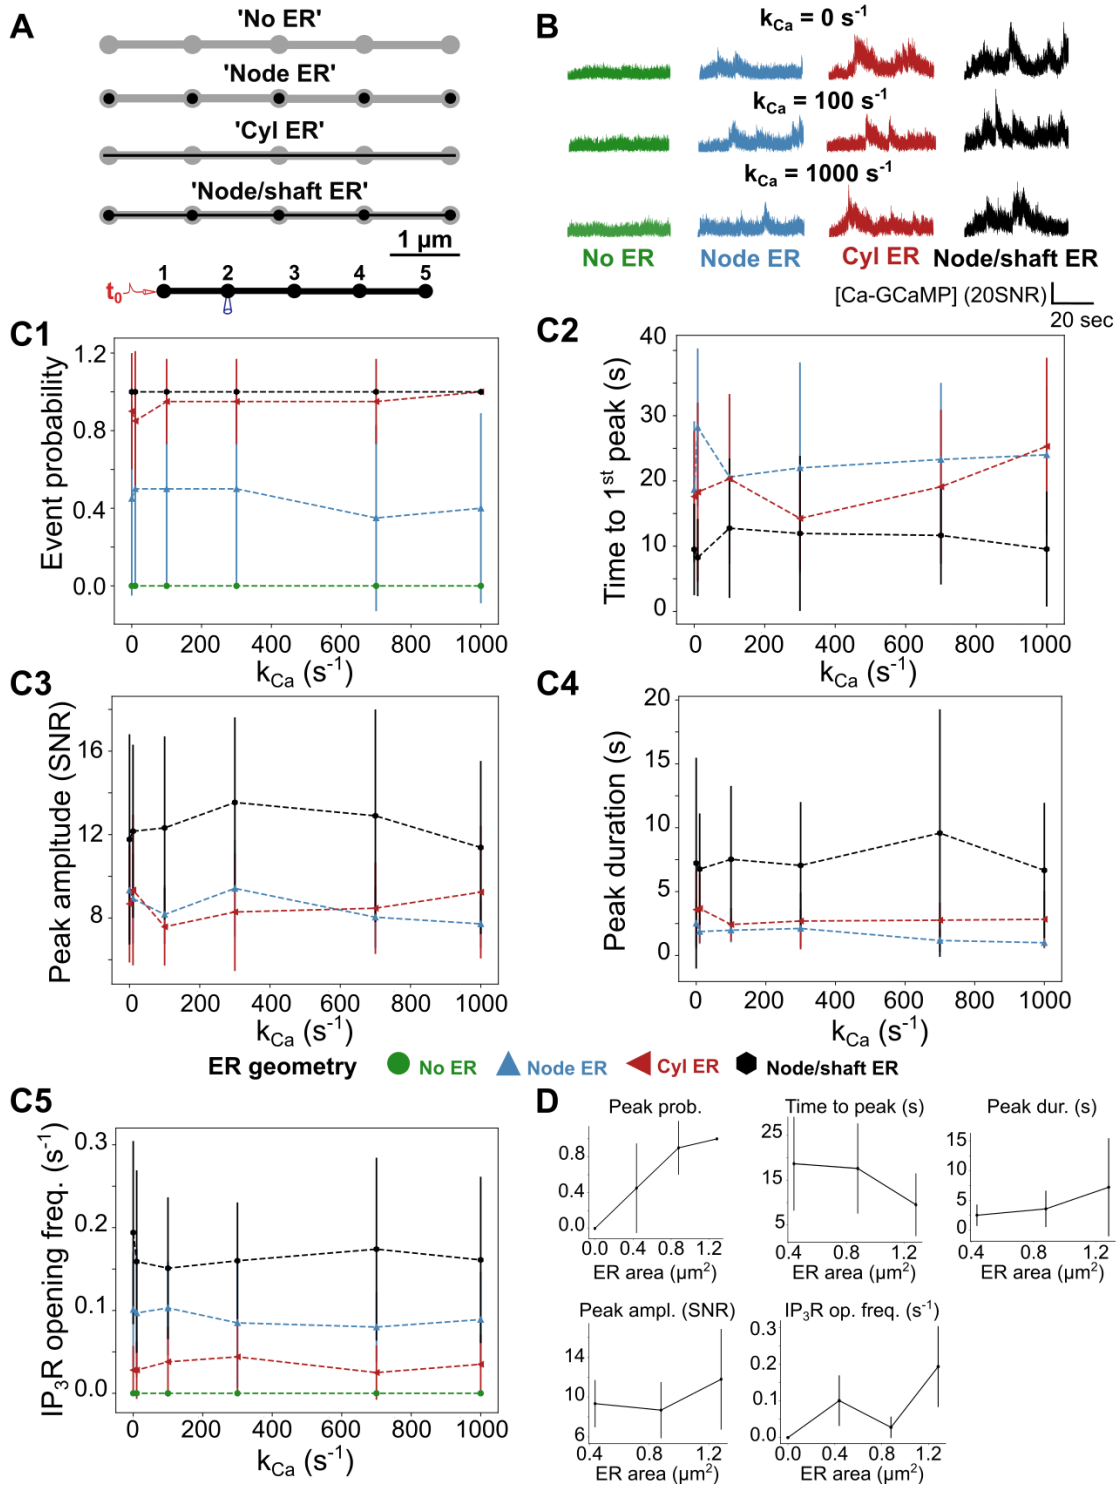 A
'No ER'
'Node ER'
'Cyl ER'
'Node/shaft ER'
1 µm
t₀
1 2 3 4 5
B
k_Ca = 0 s⁻¹
k_Ca = 100 s⁻¹
k_Ca = 1000 s⁻¹
No ER Node ER Cyl ER Node/shaft ER
[Ca-GCaMP] (20SNR)
20 sec
C1
Event probability
1.2
0.8
0.4
0.0
0 200 400 600 800 1000
k_Ca (s⁻¹)
C2
Time to 1st peak (s)
40
30
20
10
0
0 200 400 600 800 1000
k_Ca (s⁻¹)
C3
Peak ampltude (SNR)
16
12
8
0 200 400 600 800 1000
k_Ca (s⁻¹)
C4
Peak duration (s)
20
15
10
5
0
0 200 400 600 800 1000
k_Ca (s⁻¹)
ER geometry No ER Node ER Cyl ER Node/shaft ER
C5
IP₃R opening freq. (s⁻¹)
0.3
0.2
0.1
0.0
0 200 400 600 800 1000
k_Ca (s⁻¹)
D
Peak prob.
0.8
0.4
0.0
0.0 0.4 0.8 1.2
ER area (µm²)
Time to peak (s)
25
15
5
0.4 0.8 1.2
ER area (µm²)
Peak dur. (s)
15
10
5
0
0.4 0.8 1.2
ER area (µm²)
Peak ampl. (SNR)
14
10
6
0.4 0.8 1.2
ER area (µm²)
IP₃R op. freq. (s⁻¹)
0.3
0.2
0.1
0.0
0.0 0.4 0.8 1.2
ER area (µm²)